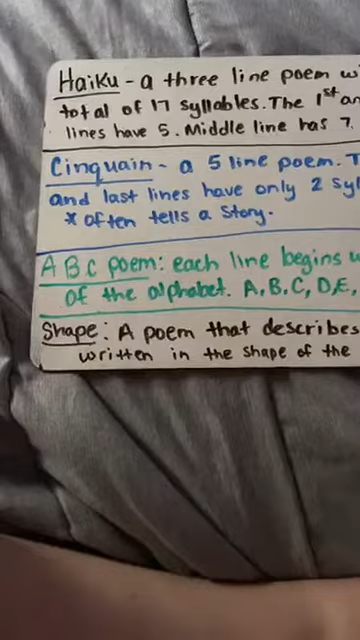 Haiku - a three line poem w
total of 17 syllables. The 1st an
lines have 5. Middle line has 7.
Cinquain - a 5 line poem. T
and last lines have only 2 syl
* often tells a story.
ABC poem: each line begins w
of the alphabet. A, B, C, D, E,
Shape: A poem that describes
written in the shape of the